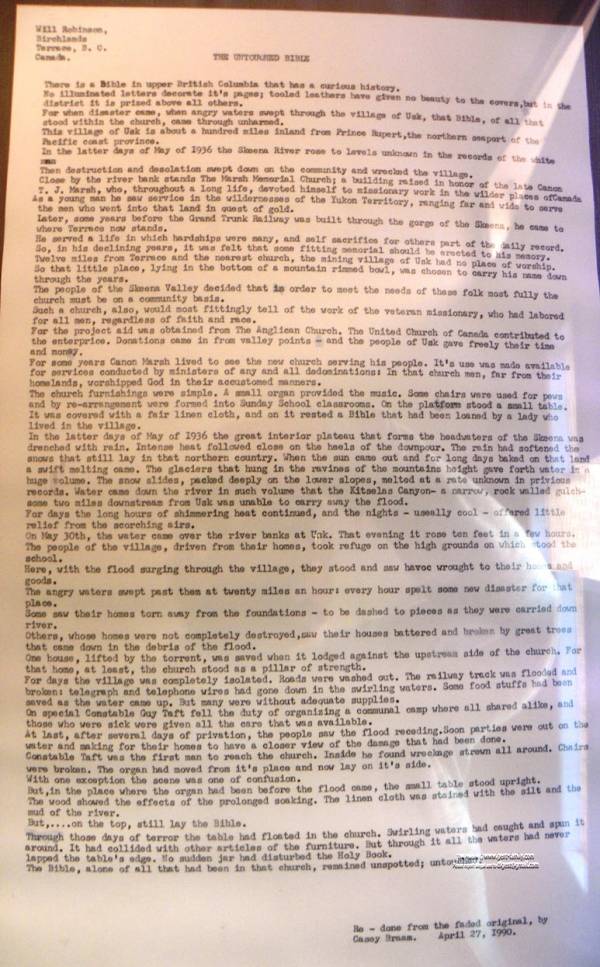 Will Robinson,
Birchlands
Terrace, B. C.
Canada.
THE UNTOUCHED BIBLE
There is a Bible in upper British Columbia that has a curious history.
No illuminated letters decorate it's pages; tooled leathers have given no beauty to the covers,but in the
district it is prized above all others.
For when disaster came, when angry waters swept through the village of Usk, that Bible, of all that
stood within the church, came through unharmed.
This village of Usk is about a hundred miles inland from Prince Rupert,the northern seaport of the
Pacific coast province.
In the latter days of May of 1936 the Skeena River rose to levels unknown in the records of the white
man
Then destruction and desolation swept down on the community and wrecked the village.
Close by the river bank stands The Marsh Memorial Church; a building raised in honor of the late Canon
T. J. Marsh, who, throughout a long life, devoted himself to missionary work in the wilder places ofCanada
As a young man he saw service in the wildernesses of the Yukon Territory, ranging far and wide to serve
the men who went into that land in quest of gold.
Later, some years before the Grand Trunk Railway was built through the gorge of the Skeena, he came to
where Terrace now stands.
He served a life in which hardships were many, and self sacrifice for others part of the daily record.
So, in his declining years, it was felt that some fitting memorial should be erected to his memory.
Twelve miles from Terrace and the nearest church, the mining village of Usk had no place of worship.
So that little place, lying in the bottom of a mountain rimmed bowl, was chosen to carry his name down
through the years.
The people of the Skeena Valley decided that in order to meet the needs of these folk most fully the
church must be on a community basis.
Such a church, also, would most fittingly tell of the work of the veteran missionary, who had labored
for all men, regardless of faith and race.
For the project aid was obtained from The Anglican Church. The United Church of Canada contributed to
the enterprice. Donations came in from valley points - and the people of Usk gave freely their time
and money.
For some years Canon Marsh lived to see the new church serving his people. It's use was made available
for services conducted by ministers of any and all dedominations: In that church men, far from their
homelands, worshipped God in their accustomed manners.
The church furnishings were simple. A small organ provided the music. Some chairs were used for pews
and by re-arrangement were formed into Sunday School classrooms. On the platform stood a small table.
It was covered with a fair linen cloth, and on it rested a Bible that had been loaned by a lady who
lived in the village.
In the latter days of May of 1936 the great interior plateau that forms the headwaters of the Skeena was
drenched with rain. Intense heat followed close on the heels of the downpour. The rain had softened the
snows that still lay in that northern country. When the sun came out and for long days baked on that land
a swift melting came. The glaciers that hung in the ravines of the mountains height gave forth water in a
huge volume. The snow slides, packed deeply on the lower slopes, melted at a rate unknown in privious
records. Water came down the river in such volume that the Kitselas Canyon- a narrow, rock walled gulch-
some two miles downstream from Usk was unable to carry away the flood.
For days the long hours of shimmering heat continued, and the nights - useally cool - offered little
relief from the scorching airs.
On May 30th, the water came over the river banks at Usk. That evening it rose ten feet in a few hours.
The people of the village, driven from their homes, took refuge on the high grounds on which stood the
school.
Here, with the flood surging through the village, they stood and saw havoc wrought to their homes and
goods.
The angry waters swept past them at twenty miles an hour: every hour spelt some new disaster for that
place.
Some saw their homes torn away from the foundations - to be dashed to pieces as they were carried down
river.
Others, whose homes were not completely destroyed,saw their houses battered and broken by great trees
that came down in the debris of the flood.
One house, lifted by the torrent, was saved when it lodged against the upstream side of the church. For
that home, at least, the church stood as a pillar of strength.
For days the village was completely isolated. Roads were washed out. The railway track was flooded and
broken: telegraph and telephone wires had gone down in the swirling waters. Some food stuffs had been
saved as the water came up. But many were without adequate supplies.
On special Constable Guy Taft fell the duty of organizing a communal camp where all shared alike, and
those who were sick were given all the care that was available.
At last, after several days of privation, the people saw the flood receding.Soon parties were out on the
water and making for their homes to have a closer view of the damage that had been done.
Constable Taft was the first man to reach the church. Inside he found wreckage strewn all around. Chairs
were broken. The organ had moved from it's place and now lay on it's side.
With one exception the scene was one of confusion.
But,in the place where the organ had been before the flood came, the small table stood upright.
The wood showed the effects of the prolonged soaking. The linen cloth was stained with the silt and the
mud of the river.
But,....on the top, still lay the Bible.
Through those days of terror the table had floated in the church. Swirling waters had caught and spun it
around. It had collided with other articles of the furniture. But through it all the waters had never
lapped the table's edge. No sudden jar had disturbed the Holy Book.
The Bible, alone of all that had been in that church, remained unspotted;
Re - done from the faded original, by
Casey Braam. April 27, 1990.